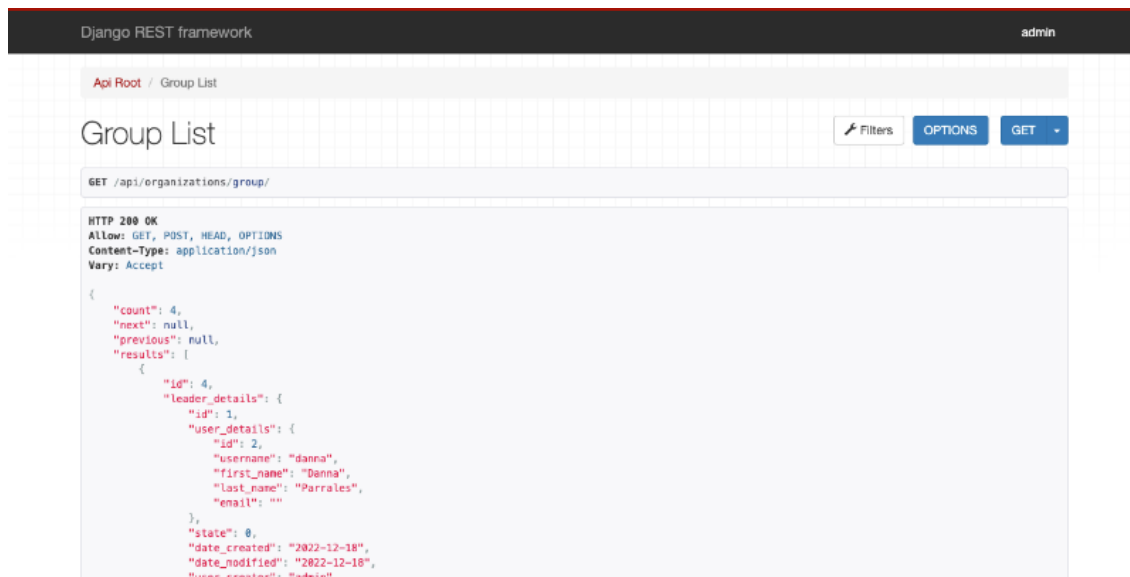 Django REST framework admin
Api Root / Group List
Group List Filters OPTIONS GET
GET /api/organizations/group/
HTTP 200 OK
Allow: GET, POST, HEAD, OPTIONS
Content-Type: application/json
Vary: Accept
{
"count": 4,
"next": null,
"previous": null,
"results": [
{
"id": 4,
"leader_details": {
"id": 1,
"user_details": {
"id": 2,
"username": "danna",
"first_name": "Danna",
"last_name": "Parrales",
"email": ""
},
"state": 0,
"date_created": "2022-12-18",
"date_modified": "2022-12-18",
"user_creator": "admin"